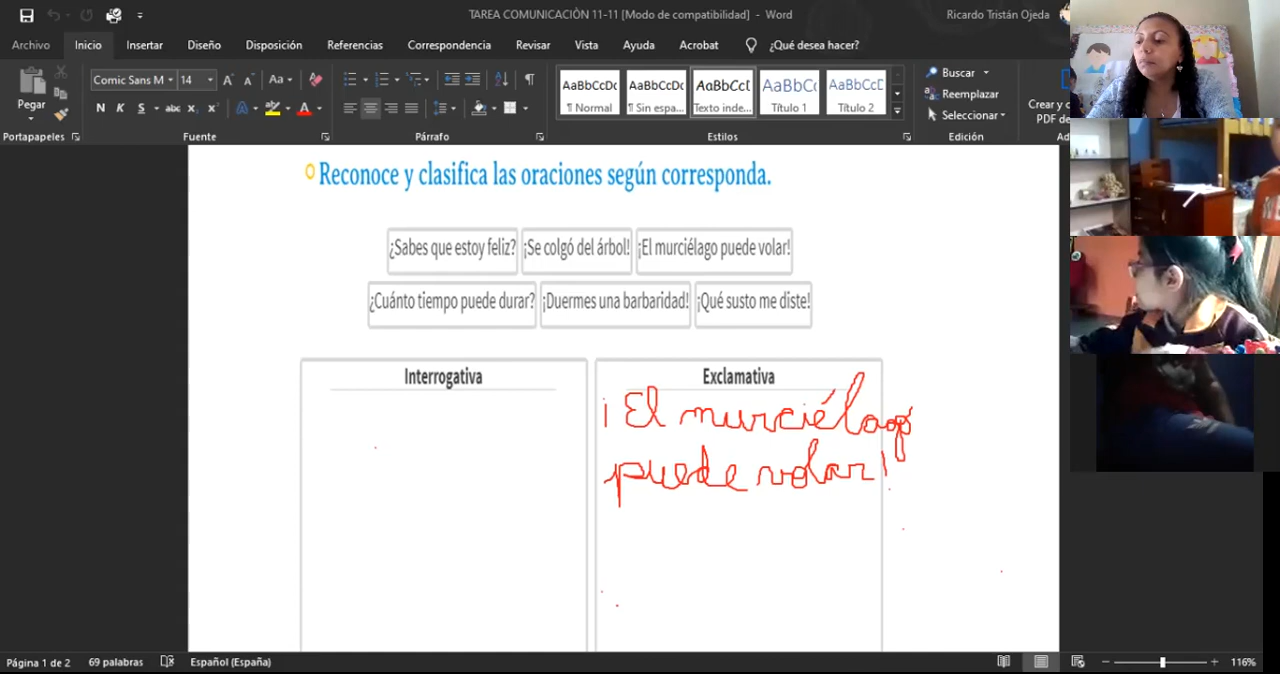 TAREA COMUNICACIÓN 11-11 [Modo de compatibilidad] - Word
Ricardo Tristán Ojeda
Archivo Inicio Insertar Diseño Disposición Referencias Correspondencia Revisar Vista Ayuda Acrobat ¿Qué desea hacer?
Pegar
Comic Sans M 14
N K S abc x₂ x²
AaBbCcDc AaBbCcDc AaBbCcD AaBbCc AaBbCcD
¶ Normal ¶ Sin espa... Texto inde... Título 1 Título 2
Buscar
Reemplazar
Seleccionar
Crear y c
PDF de
Portapapeles Fuente Párrafo Estilos Edición
Reconoce y clasifica las oraciones según corresponda.
¿Sabes que estoy feliz? ¡Se colgó del árbol! ¡El murciélago puede volar!
¿Cuánto tiempo puede durar? ¡Duermes una barbaridad! ¡Qué susto me diste!
Interrogativa Exclamativa
¡El murciélago
puede volar!
Página 1 de 2 69 palabras Español (España) 116%